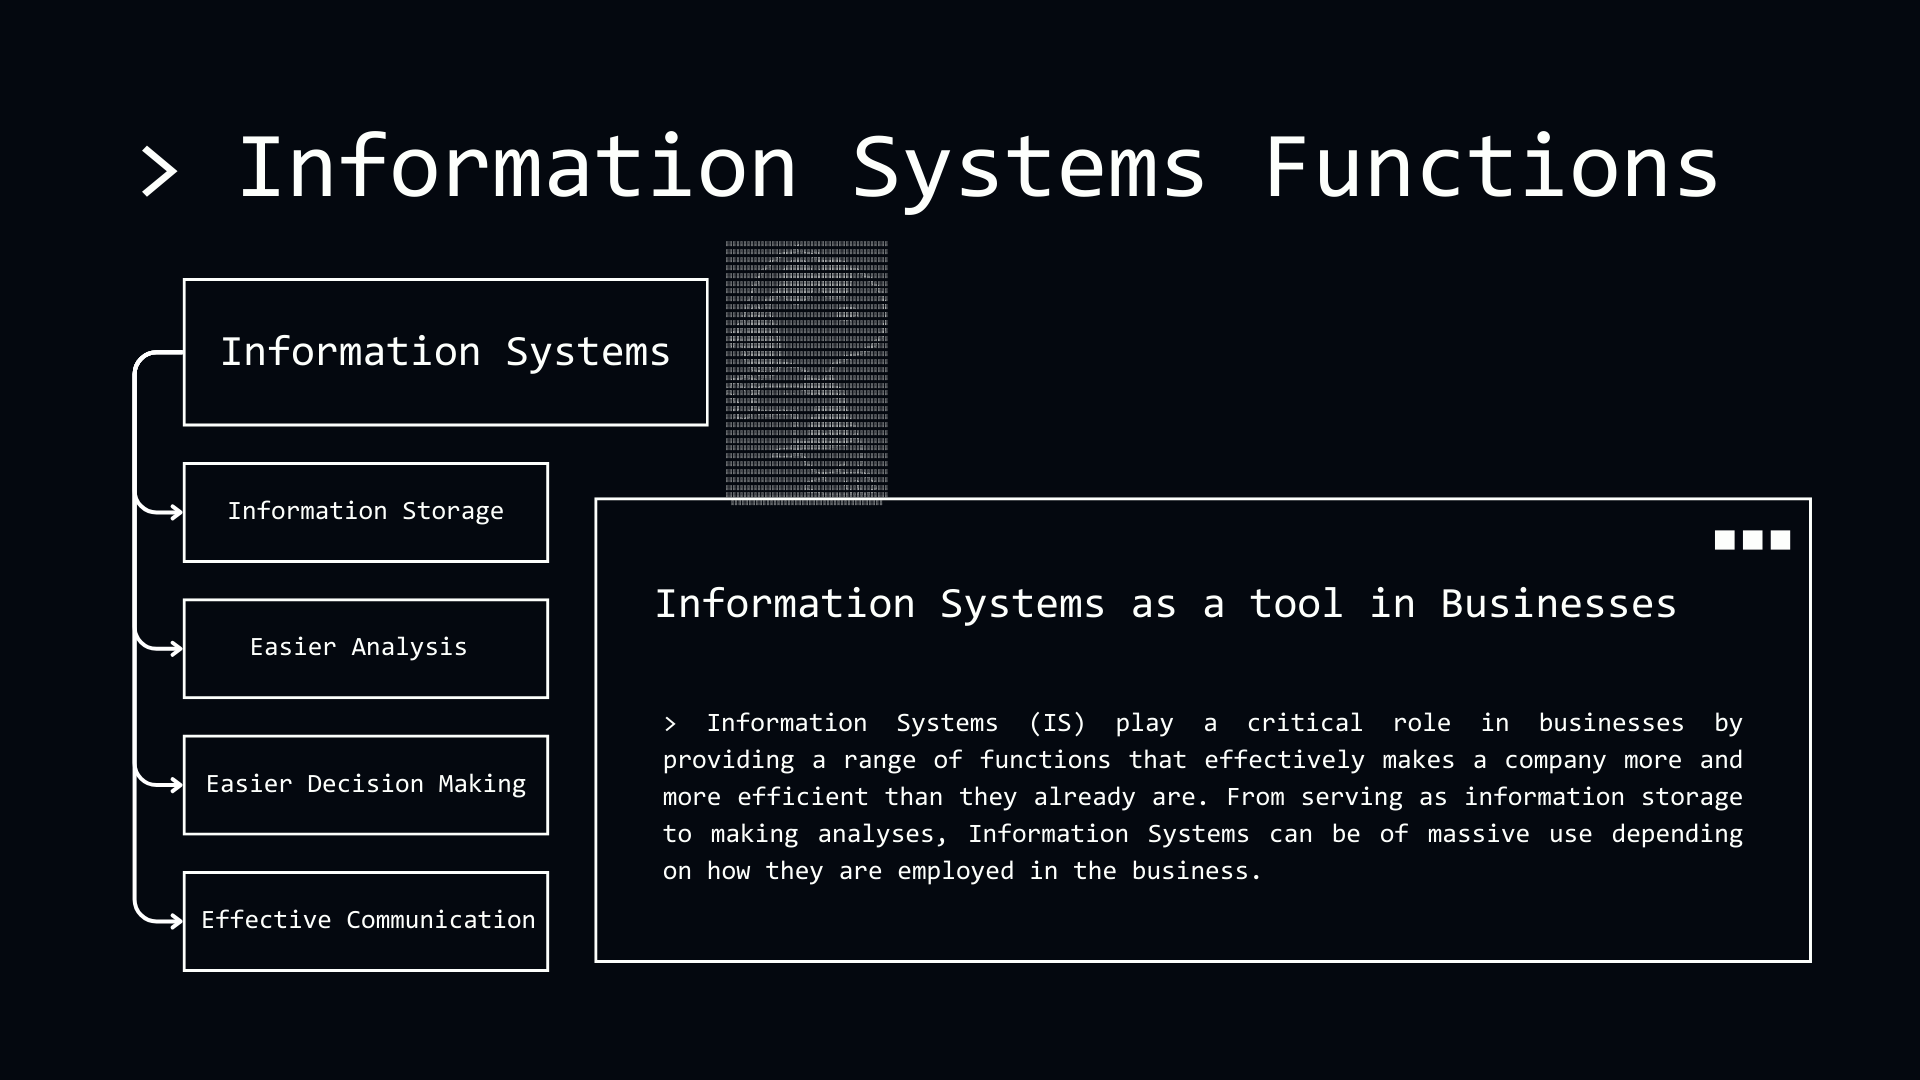 > Information Systems Functions
Information Systems
Information Storage
Easier Analysis
Easier Decision Making
Effective Communication
Information Systems as a tool in Businesses
> Information Systems (IS) play a critical role in businesses by
providing a range of functions that effectively makes a company more and
more efficient than they already are. From serving as information storage
to making analyses, Information Systems can be of massive use depending
on how they are employed in the business.